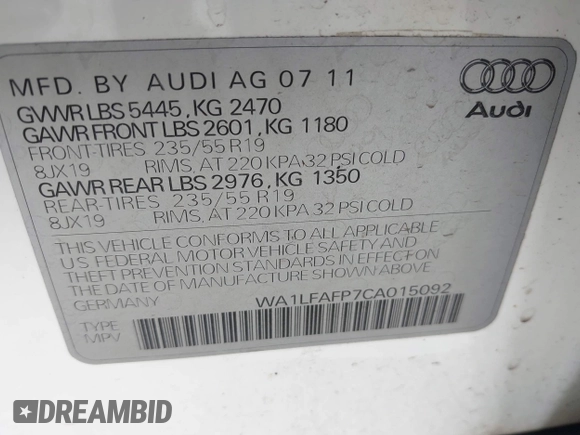 MFD. BY AUDI AG 07 11
GVWR LBS 5445, KG 2470
GAWR FRONT LBS 2601, KG 1180
FRONT-TIRES 235/55 R19
8JX19 RIMS, AT 220 KPA 32 PSI COLD
GAWR REAR LBS 2976, KG 1350
REAR-TIRES 235/55 R19
8JX19 RIMS, AT 220 KPA 32 PSI COLD
THIS VEHICLE CONFORMS TO ALL APPLICABLE
U.S. FEDERAL MOTOR VEHICLE SAFETY AND
THEFT PREVENTION STANDARDS IN EFFECT ON THE
DATE OF MANUFACTURE SHOWN ABOVE.
GERMANY WA1LFAFP7CA015092
TYPE
MPV
Audi
DREAMBID